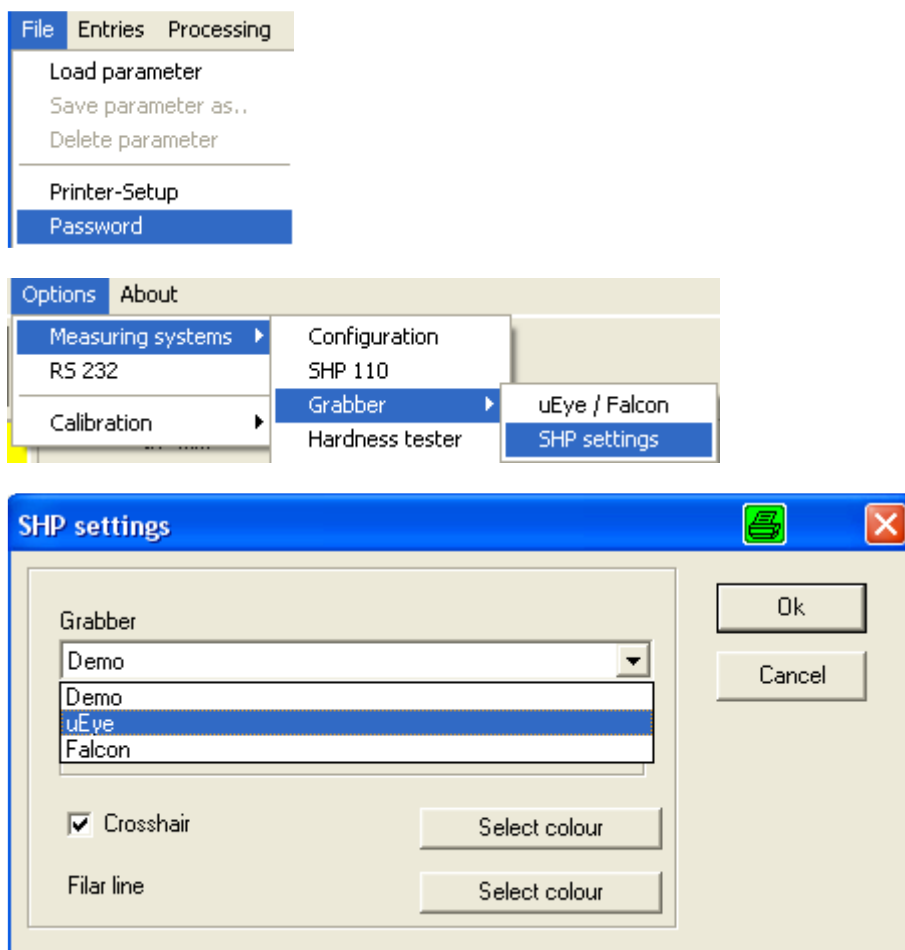 File Entries Processing
Load parameter
Save parameter as..
Delete parameter
Printer-Setup
Password
Options About
Measuring systems
RS 232
Calibration
Configuration
SHP 110
Grabber
Hardness tester
uEye / Falcon
SHP settings
SHP settings
Grabber
Demo
Demo
uEye
Falcon
Crosshair
Select colour
Filar line
Select colour
Ok
Cancel